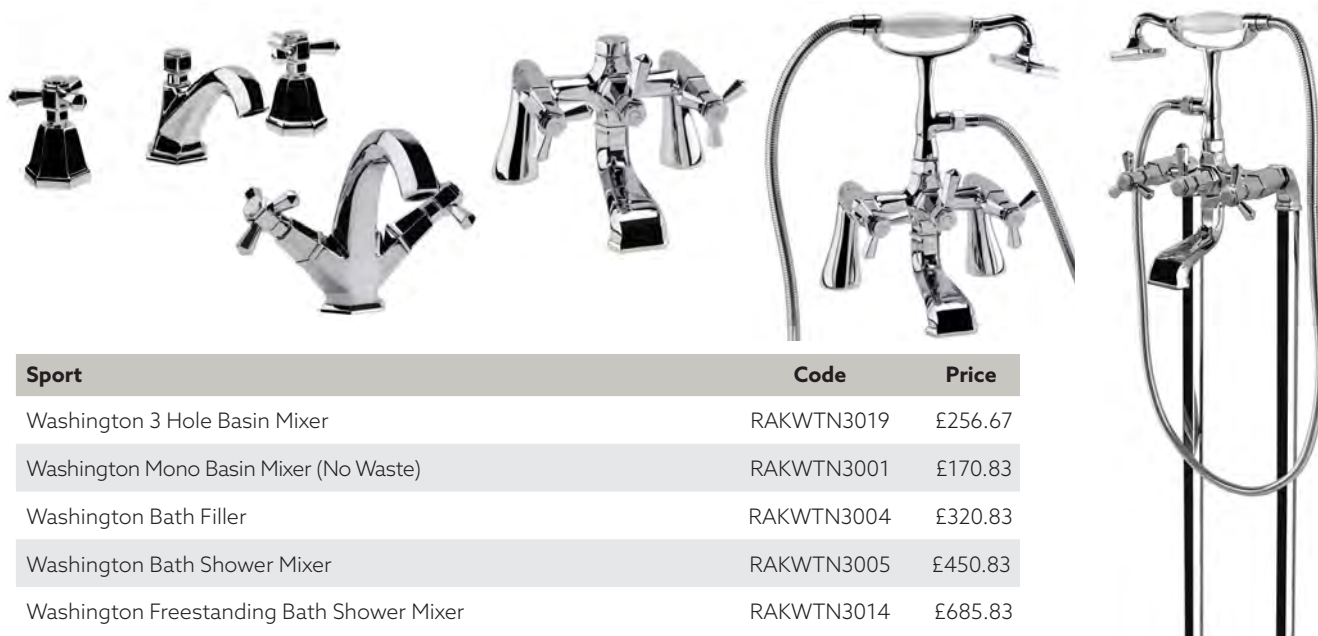 Sport Code Price
Washington 3 Hole Basin Mixer RAKWTN3019 £256.67
Washington Mono Basin Mixer (No Waste) RAKWTN3001 £170.83
Washington Bath Filler RAKWTN3004 £320.83
Washington Bath Shower Mixer RAKWTN3005 £450.83
Washington Freestanding Bath Shower Mixer RAKWTN3014 £685.83